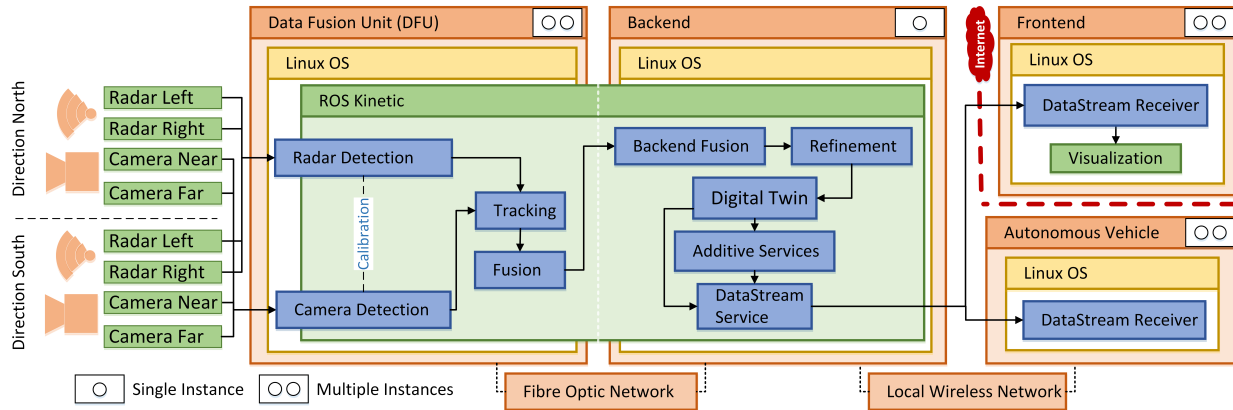 Direction North
Radar Left
Radar Right
Camera Near
Camera Far
Direction South
Radar Left
Radar Right
Camera Near
Camera Far
Data Fusion Unit (DFU)
Linux OS
ROS Kinetic
Radar Detection
Calibration
Camera Detection
Tracking
Fusion
Backend
Linux OS
Backend Fusion
Refinement
Digital Twin
Additive Services
DataStream
Service
Internet
Frontend
Linux OS
DataStream Receiver
Visualization
Autonomous Vehicle
Linux OS
DataStream Receiver
Single Instance
Multiple Instances
Fibre Optic Network
Local Wireless Network